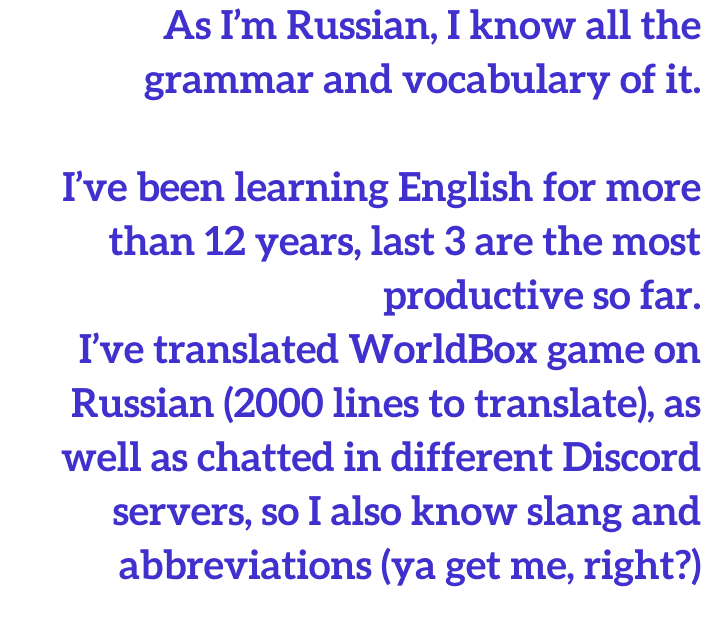 As I’m Russian, I know all the
grammar and vocabulary of it.
I’ve been learning English for more
than 12 years, last 3 are the most
productive so far.
I’ve translated WorldBox game on
Russian (2000 lines to translate), as
well as chatted in different Discord
servers, so I also know slang and
abbreviations (ya get me, right?)